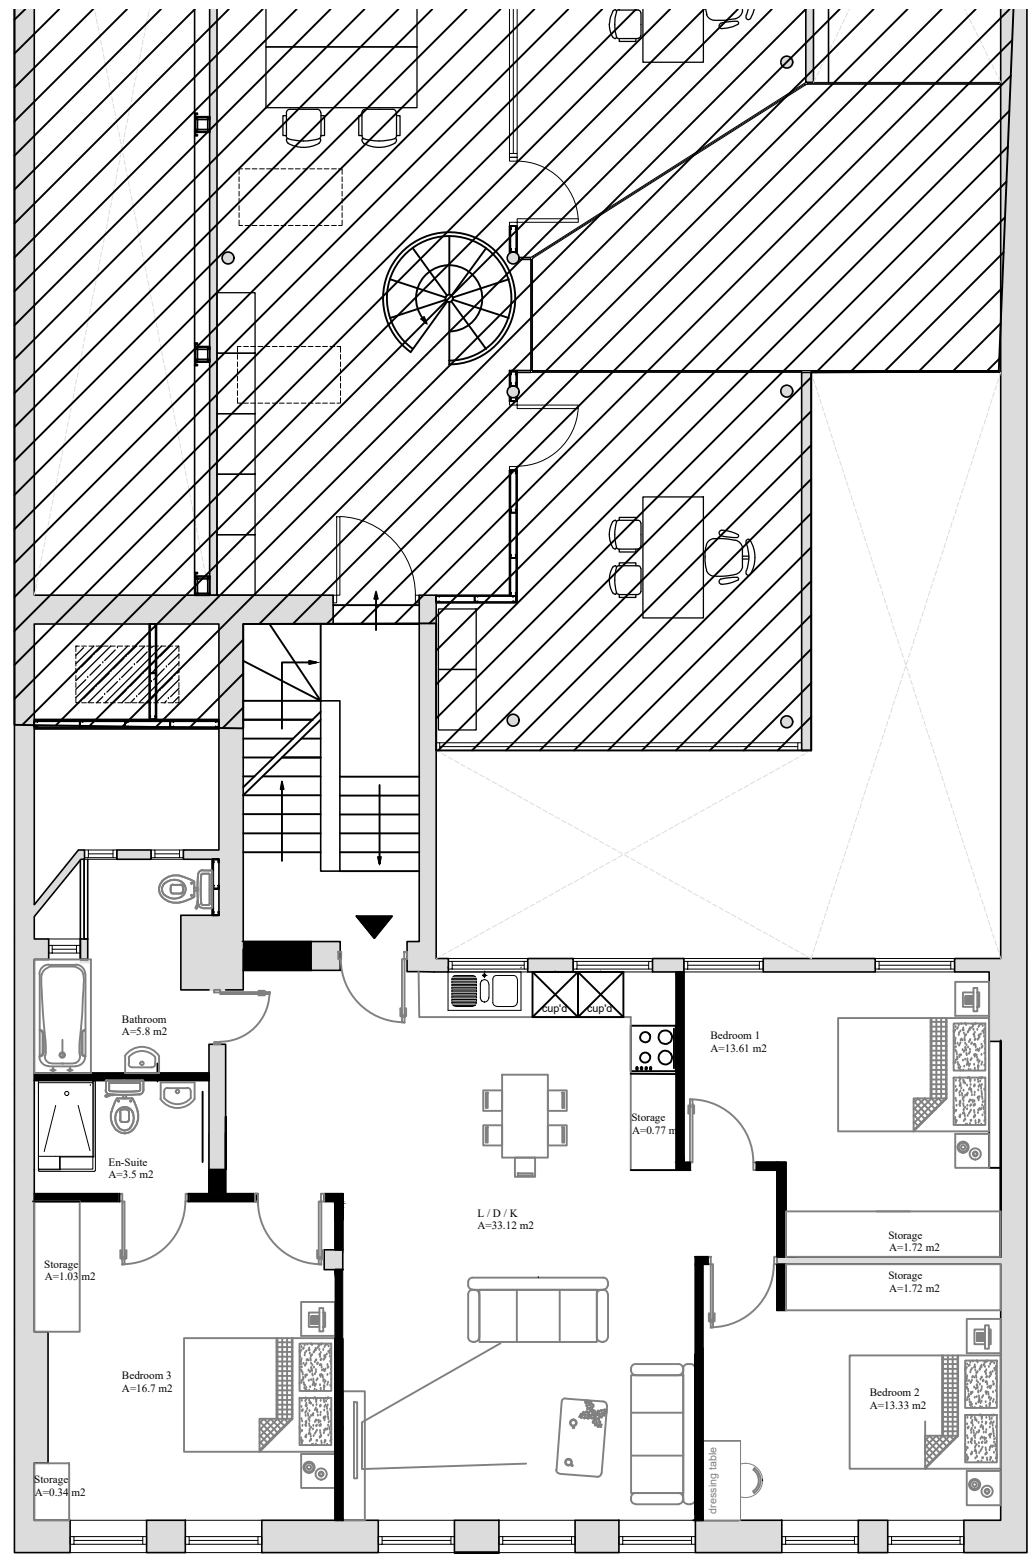 cup'd
cup'd
Bathroom
A=5.8 m2
Bedroom 1
A=13.61 m2
Storage
A=0.77 m
En-Suite
A=3.5 m2
L / D / K
A=33.12 m2
Storage
A=1.72 m2
Storage
A=1.03 m2
Storage
A=1.72 m2
Bedroom 3
A=16.7 m2
Bedroom 2
A=13.33 m2
Storage
A=0.34 m2
dressing table